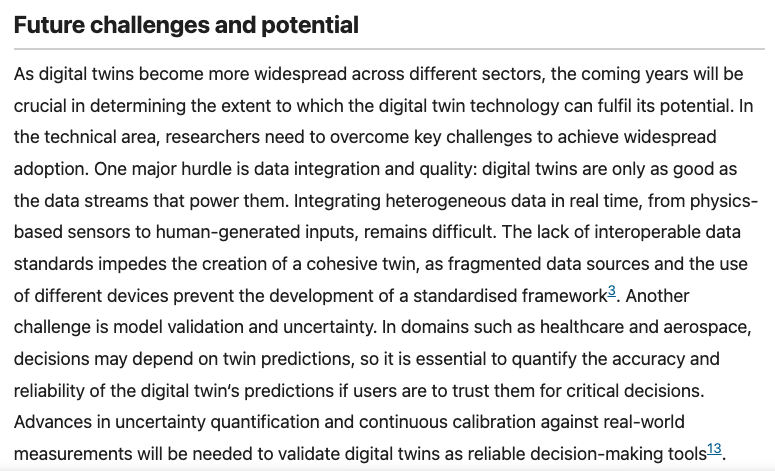 Future challenges and potential
As digital twins become more widespread across different sectors, the coming years will be
crucial in determining the extent to which the digital twin technology can fulfil its potential. In
the technical area, researchers need to overcome key challenges to achieve widespread
adoption. One major hurdle is data integration and quality: digital twins are only as good as
the data streams that power them. Integrating heterogeneous data in real time, from physics-
based sensors to human-generated inputs, remains difficult. The lack of interoperable data
standards impedes the creation of a cohesive twin, as fragmented data sources and the use
of different devices prevent the development of a standardised framework3. Another
challenge is model validation and uncertainty. In domains such as healthcare and aerospace,
decisions may depend on twin predictions, so it is essential to quantify the accuracy and
reliability of the digital twin’s predictions if users are to trust them for critical decisions.
Advances in uncertainty quantification and continuous calibration against real-world
measurements will be needed to validate digital twins as reliable decision-making tools13.